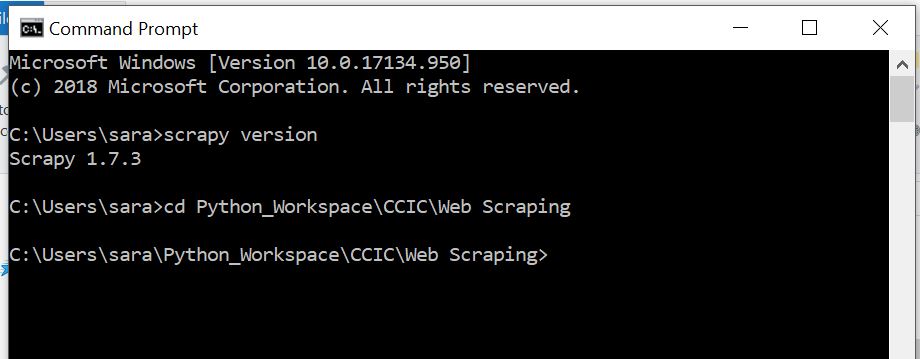 Command Prompt
Microsoft Windows [Version 10.0.17134.950]
(c) 2018 Microsoft Corporation. All rights reserved.
C:\Users\sara>scrapy version
Scrapy 1.7.3
C:\Users\sara>cd Python_Workspace\CCIC\Web Scraping
C:\Users\sara\Python_Workspace\CCIC\Web Scraping>